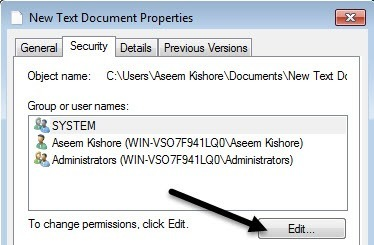 New Text Document Properties
General Security Details Previous Versions
Object name: C:\Users\Aseem Kishore\Documents\New Text Do
Group or user names:
SYSTEM
Aseem Kishore (WIN-VSO7F941LQ0\Aseem Kishore)
Administrators (WIN-VSO7F941LQ0\Administrators)
To change permissions, click Edit. Edit...